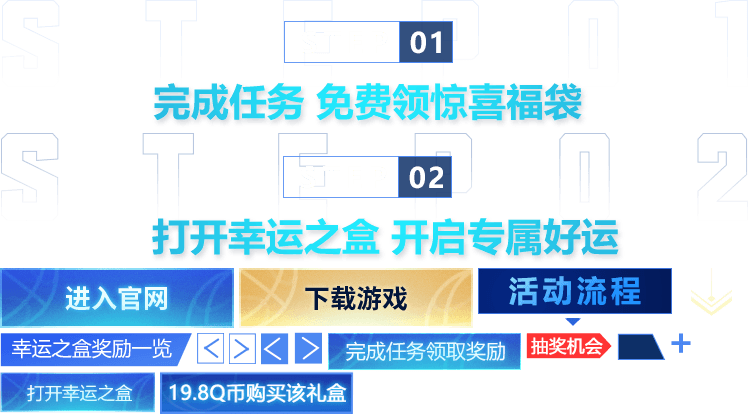 STEP01
01
完成任务 免费领惊喜福袋
STEP02
02
打开幸运之盒 开启专属好运
进入官网
下载游戏
活动流程
幸运之盒奖励一览
完成任务领取奖励
抽奖机会
打开幸运之盒
19.8Q币购买该礼盒